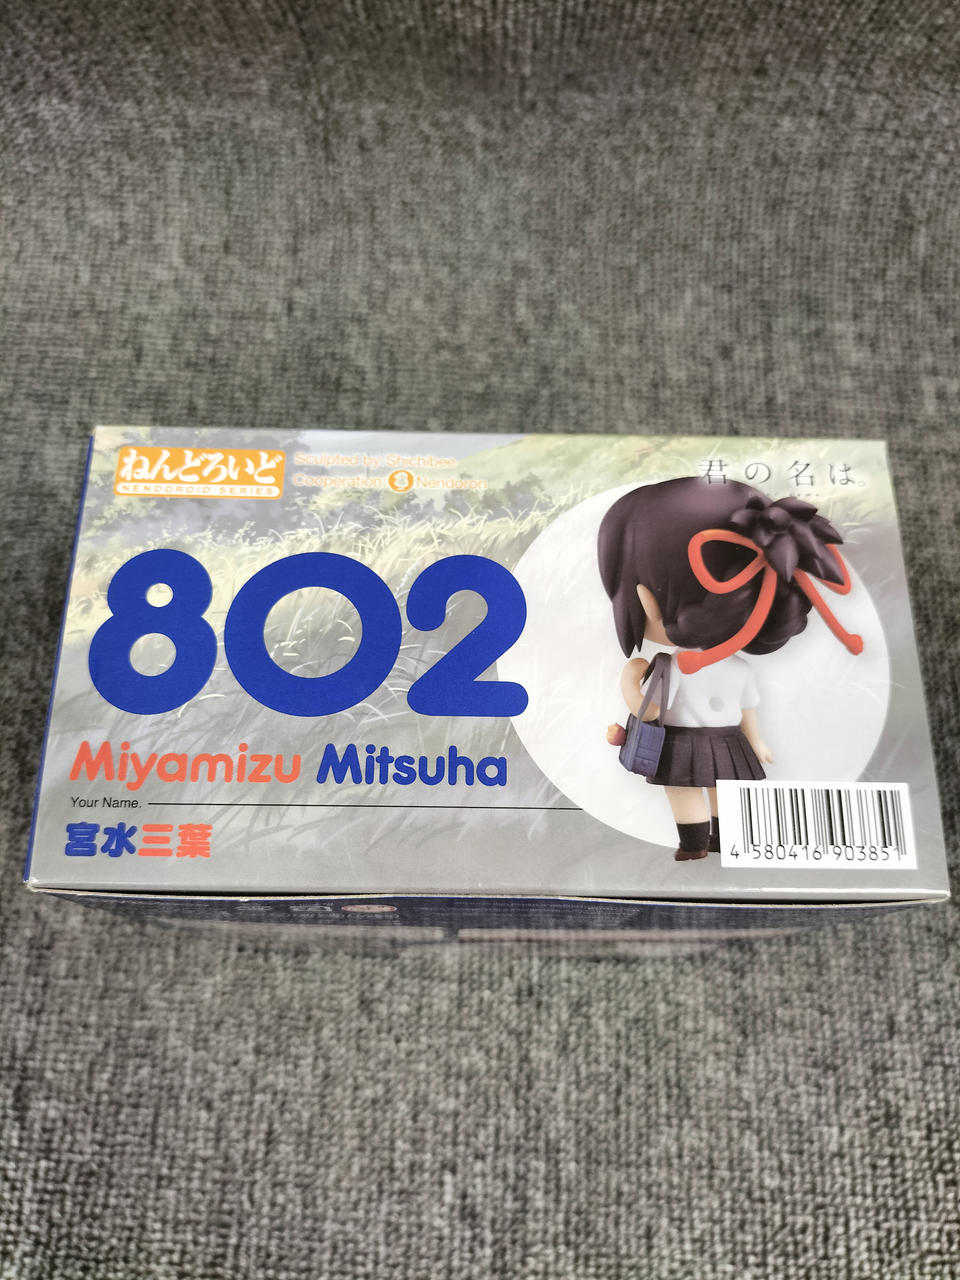 ねんどろいど
NENDOROID SERIES
Sculpted by Shichibee
Cooperation Nendoron
君の名は。
802
Miyamizu Mitsuha
Your Name.
宮水三葉
4 580416 903851